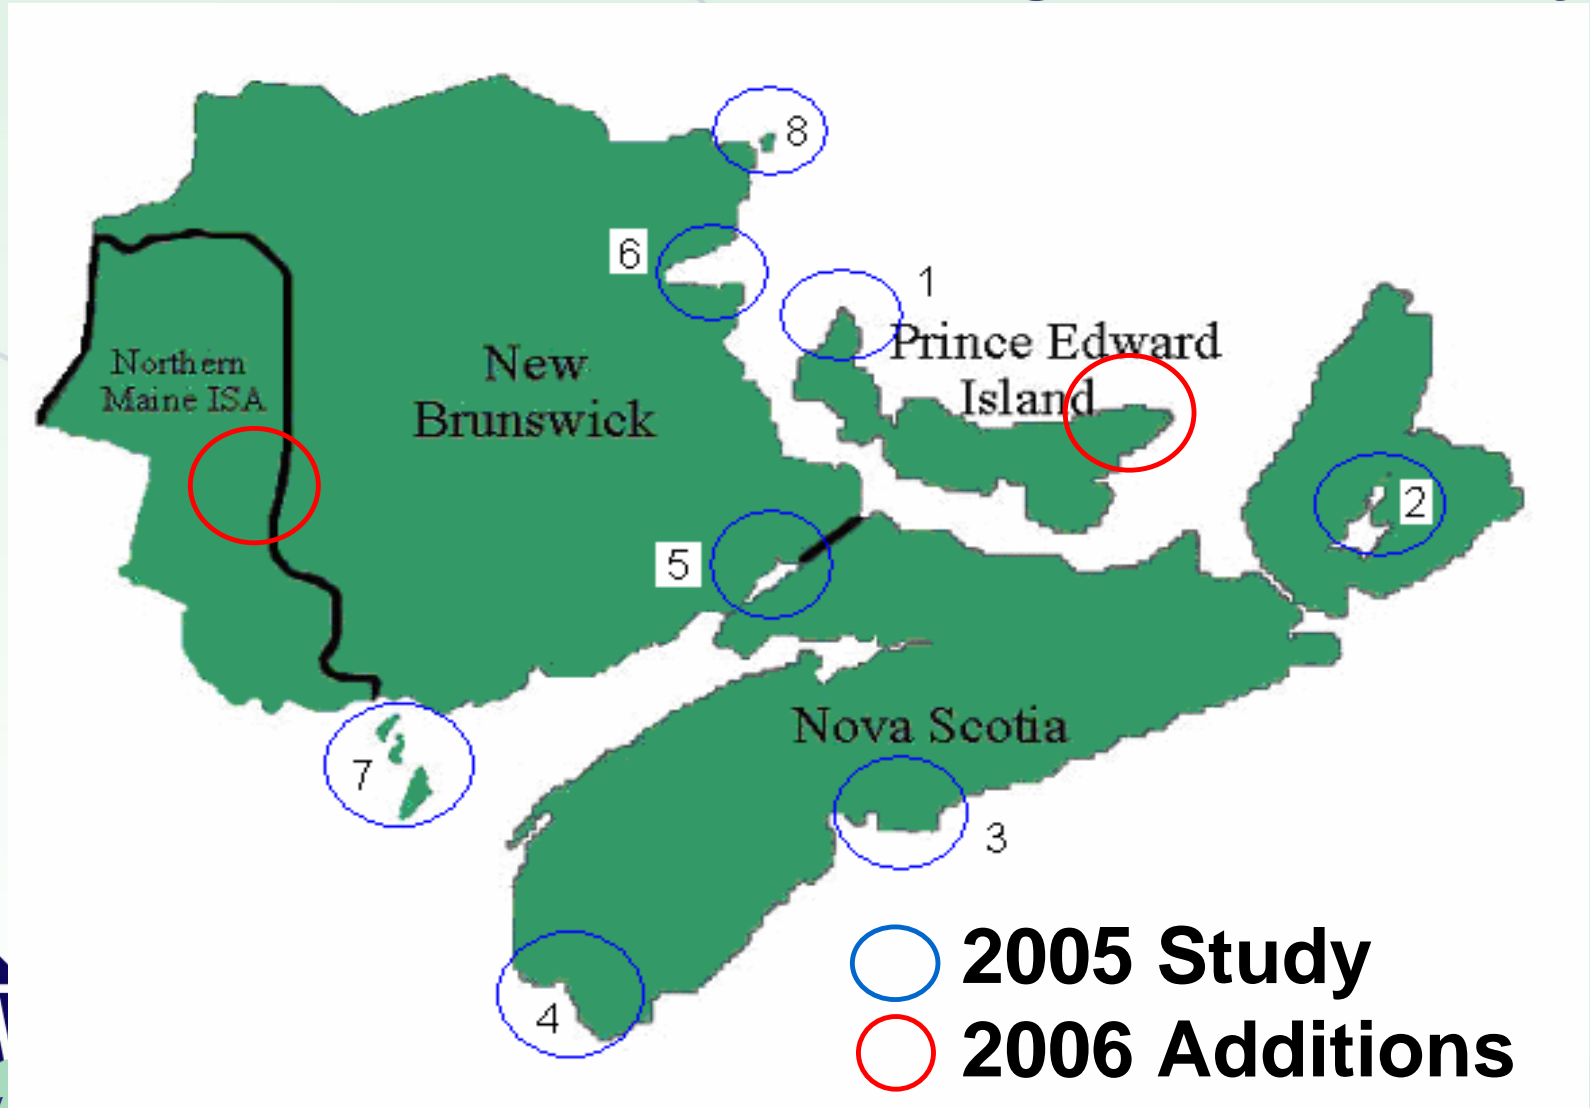 8
6
1
Prince Edward
Island
Northern
Maine ISA
New
Brunswick
2
5
Nova Scotia
7
3
4
2005 Study
2006 Additions